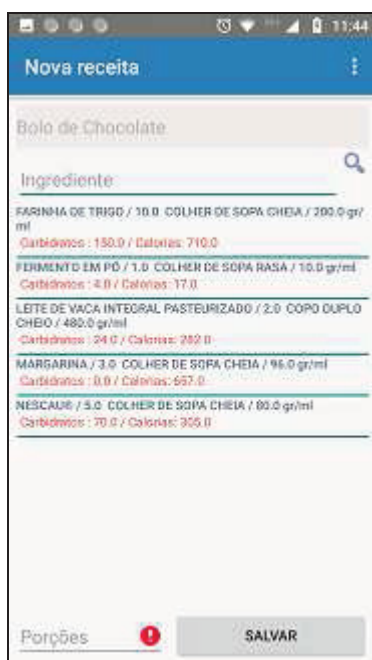 11:44
Nova receita
Bolo de Chocolate
Ingrediente
FARINHA DE TRIGO / 10.0 COLHER DE SOPA CHEIA / 200.0 gr/
ml
Carbidratos : 150.0 / Calorias: 710.0
FERMENTO EM PÓ / 1.0 COLHER DE SOPA RASA / 10.0 gr/ml
Carbidratos : 4.0 / Calorias: 17.0
LEITE DE VACA INTEGRAL PASTEURIZADO / 2.0 COPO DUPLO
CHEIO / 480.0 gr/ml
Carbidratos : 24.0 / Calorias: 282.0
MARGARINA / 3.0 COLHER DE SOPA CHEIA / 96.0 gr/ml
Carbidratos : 0.0 / Calorias: 657.0
NESCAU® / 5.0 COLHER DE SOPA CHEIA / 80.0 gr/ml
Carbidratos : 70.0 / Calorias: 305.0
Porções
SALVAR